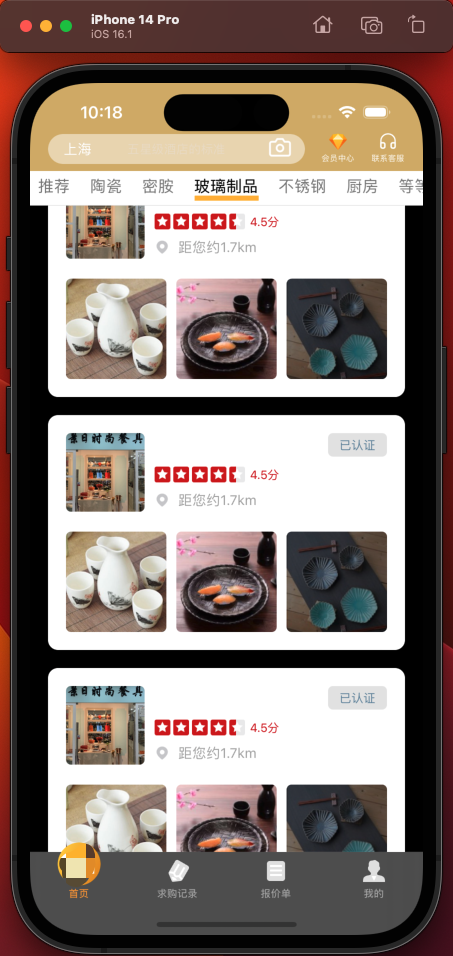 iPhone 14 Pro
iOS 16.1
10:18
上海
会员中心
联系客服
推荐 陶瓷 密胺 玻璃制品 不锈钢 厨房 等等
4.5分
距您约1.7km
景日时尚餐具
已认证
4.5分
距您约1.7km
景日时尚餐具
已认证
4.5分
距您约1.7km
首页 求购记录 报价单 我的